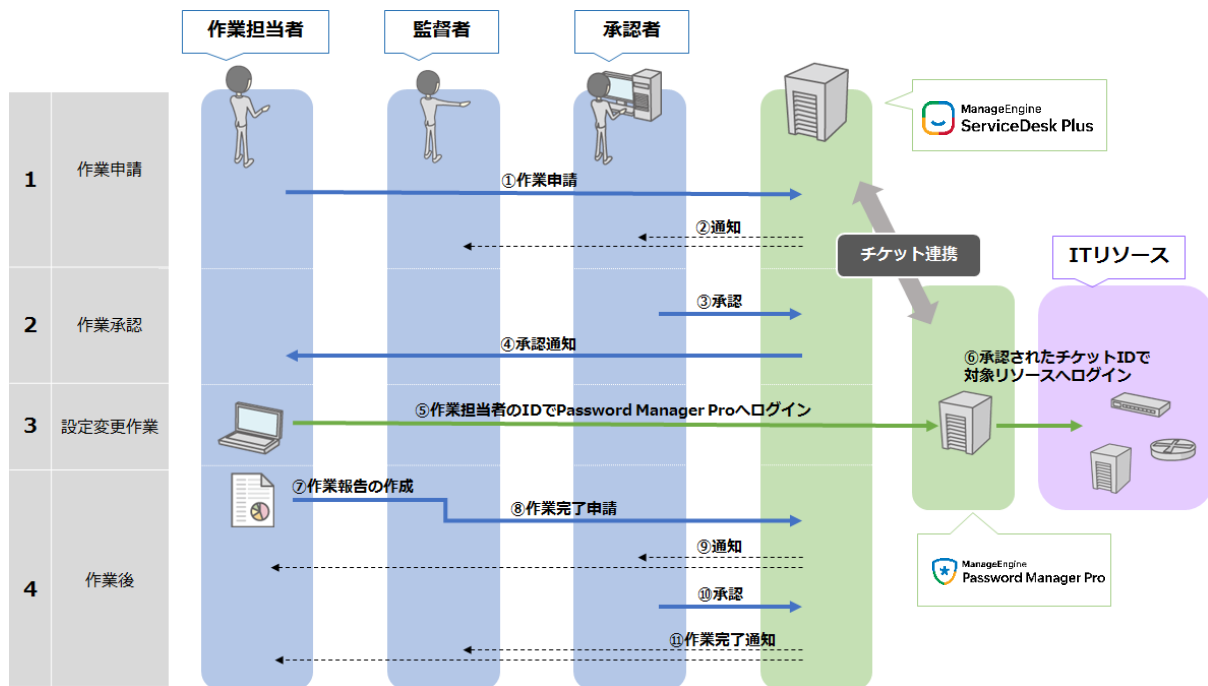 作業担当者
監督者
承認者
ManageEngine
ServiceDesk Plus
1
作業申請
①作業申請
②通知
チケット連携
ITリソース
2
作業承認
③承認
④承認通知
⑥承認されたチケットIDで
対象リソースへログイン
3
設定変更作業
⑤作業担当者のIDでPassword Manager Proへログイン
4
作業後
⑦作業報告の作成
⑧作業完了申請
⑨通知
ManageEngine
Password Manager Pro
⑩承認
⑪作業完了通知